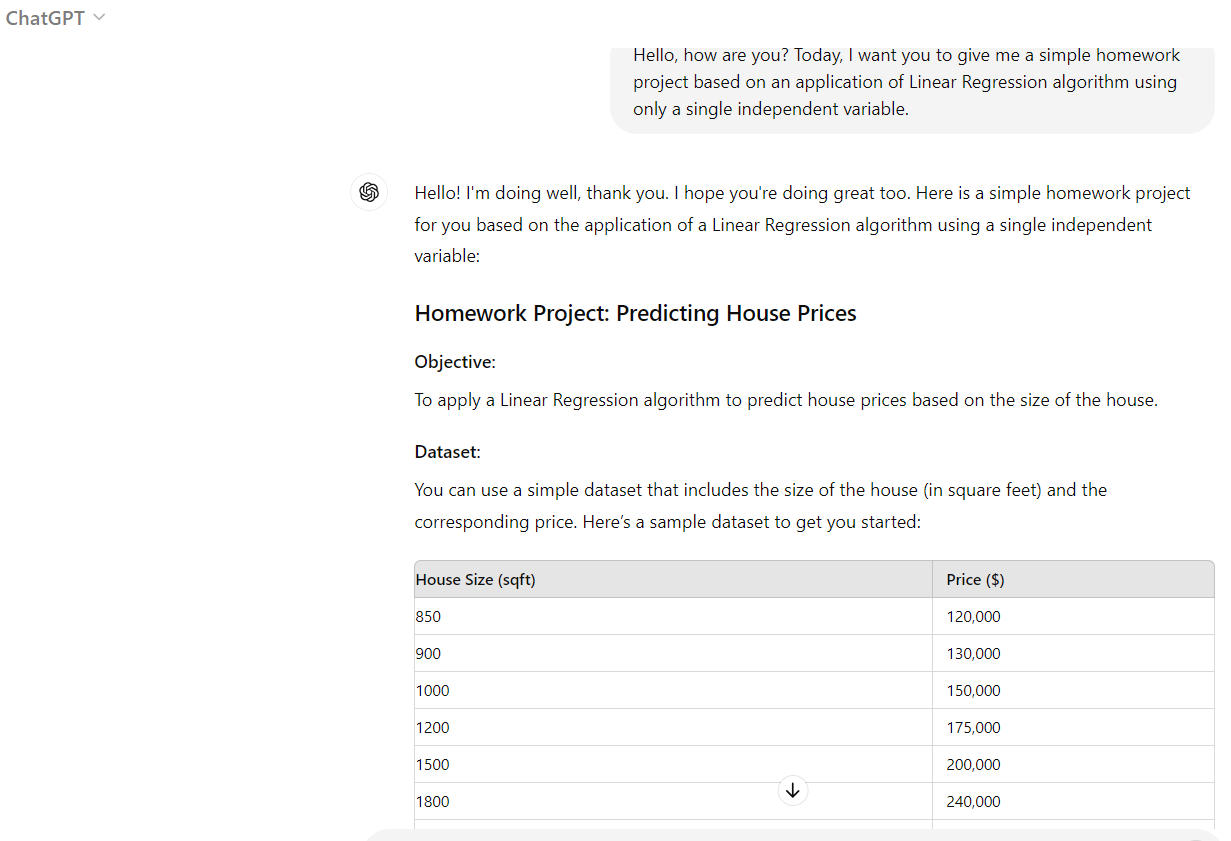 ChatGPT
Hello, how are you? Today, I want you to give me a simple homework
project based on an application of Linear Regression algorithm using
only a single independent variable.
Hello! I'm doing well, thank you. I hope you're doing great too. Here is a simple homework project
for you based on the application of a Linear Regression algorithm using a single independent
variable:
Homework Project: Predicting House Prices
Objective:
To apply a Linear Regression algorithm to predict house prices based on the size of the house.
Dataset:
You can use a simple dataset that includes the size of the house (in square feet) and the
corresponding price. Here’s a sample dataset to get you started:
House Size (sqft) Price ($)
850 120,000
900 130,000
1000 150,000
1200 175,000
1500 200,000
1800 240,000